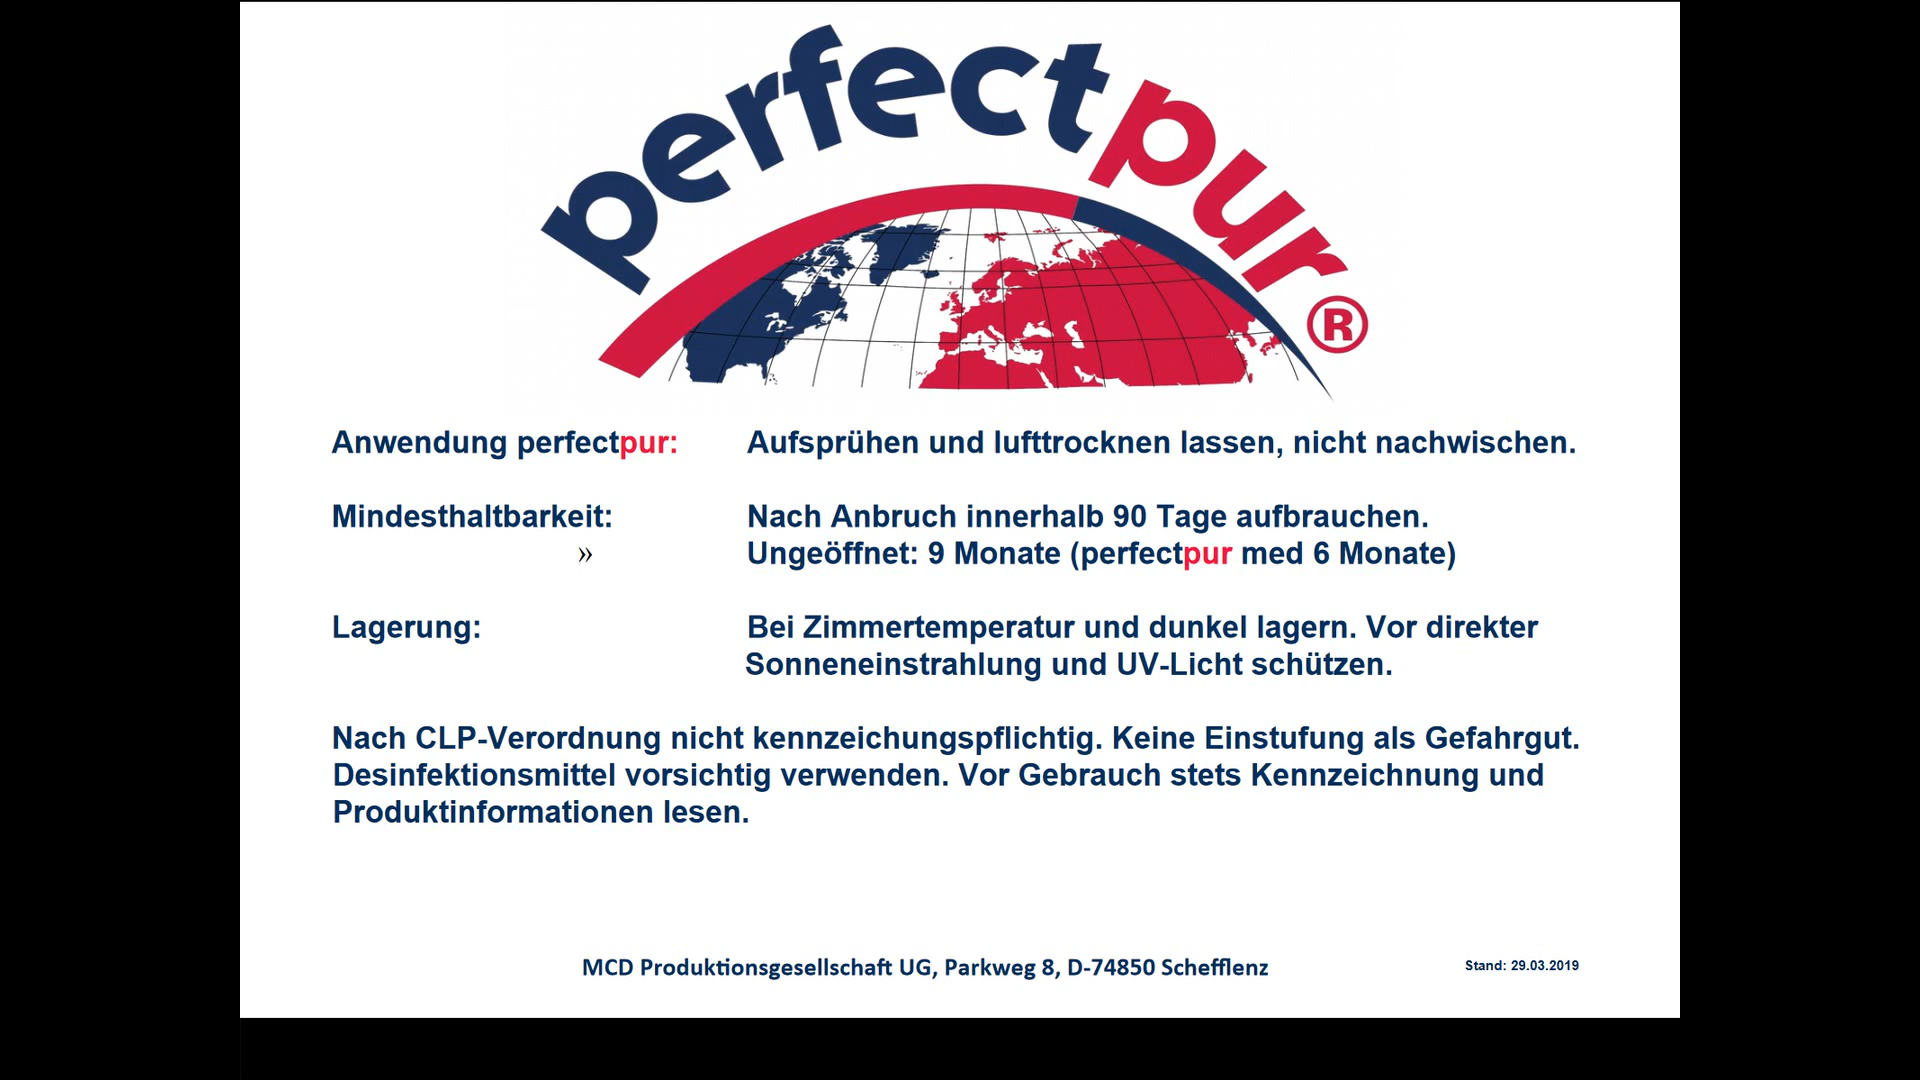 perfectpur®
Anwendung perfectpur: Aufsprühen und lufttrocknen lassen, nicht nachwischen.
Mindesthaltbarkeit: Nach Anbruch innerhalb 90 Tage aufbrauchen.
» Ungeöffnet: 9 Monate (perfectpur med 6 Monate)
Lagerung: Bei Zimmertemperatur und dunkel lagern. Vor direkter
Sonneneinstrahlung und UV-Licht schützen.
Nach CLP-Verordnung nicht kennzeichungspflichtig. Keine Einstufung als Gefahrgut.
Desinfektionsmittel vorsichtig verwenden. Vor Gebrauch stets Kennzeichnung und
Produktinformationen lesen.
MCD Produktionsgesellschaft UG, Parkweg 8, D-74850 Schefflenz Stand: 29.03.2019